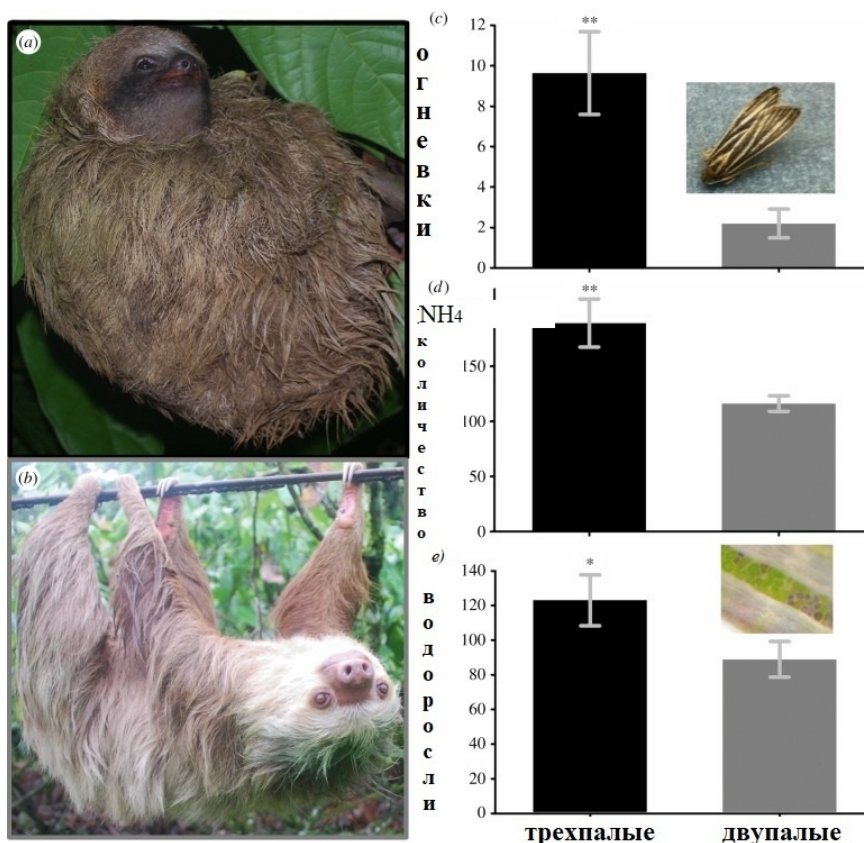 (a)
(b)
(c)
огневки
12
10
8
6
4
2
0
**
(d)
NH4
количество
150
100
50
0
**
e)
водоросли
140
120
100
80
60
40
20
0
*
трехпалые двупалые